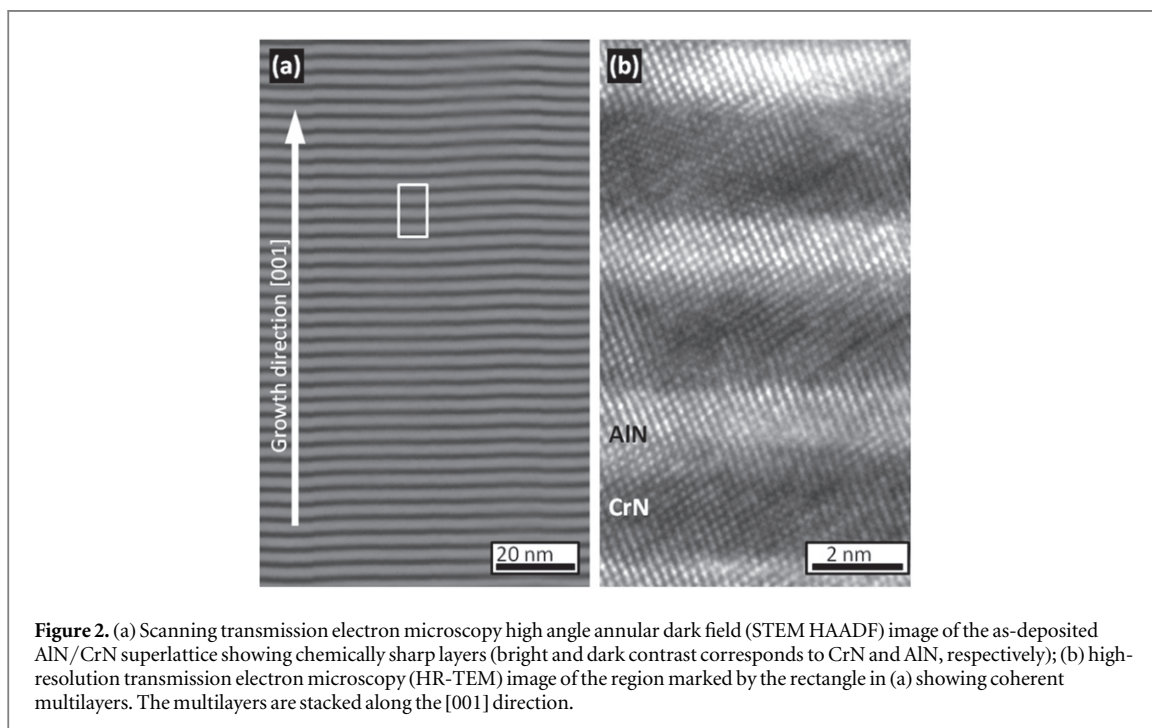 (a)
(b)
Growth direction [001]
AlN
CrN
20 nm
2 nm
Figure 2. (a) Scanning transmission electron microscopy high angle annular dark field (STEM HAADF) image of the as-deposited
AlN/CrN superlattice showing chemically sharp layers (bright and dark contrast corresponds to CrN and AlN, respectively); (b) high-
resolution transmission electron microscopy (HR-TEM) image of the region marked by the rectangle in (a) showing coherent
multilayers. The multilayers are stacked along the [001] direction.